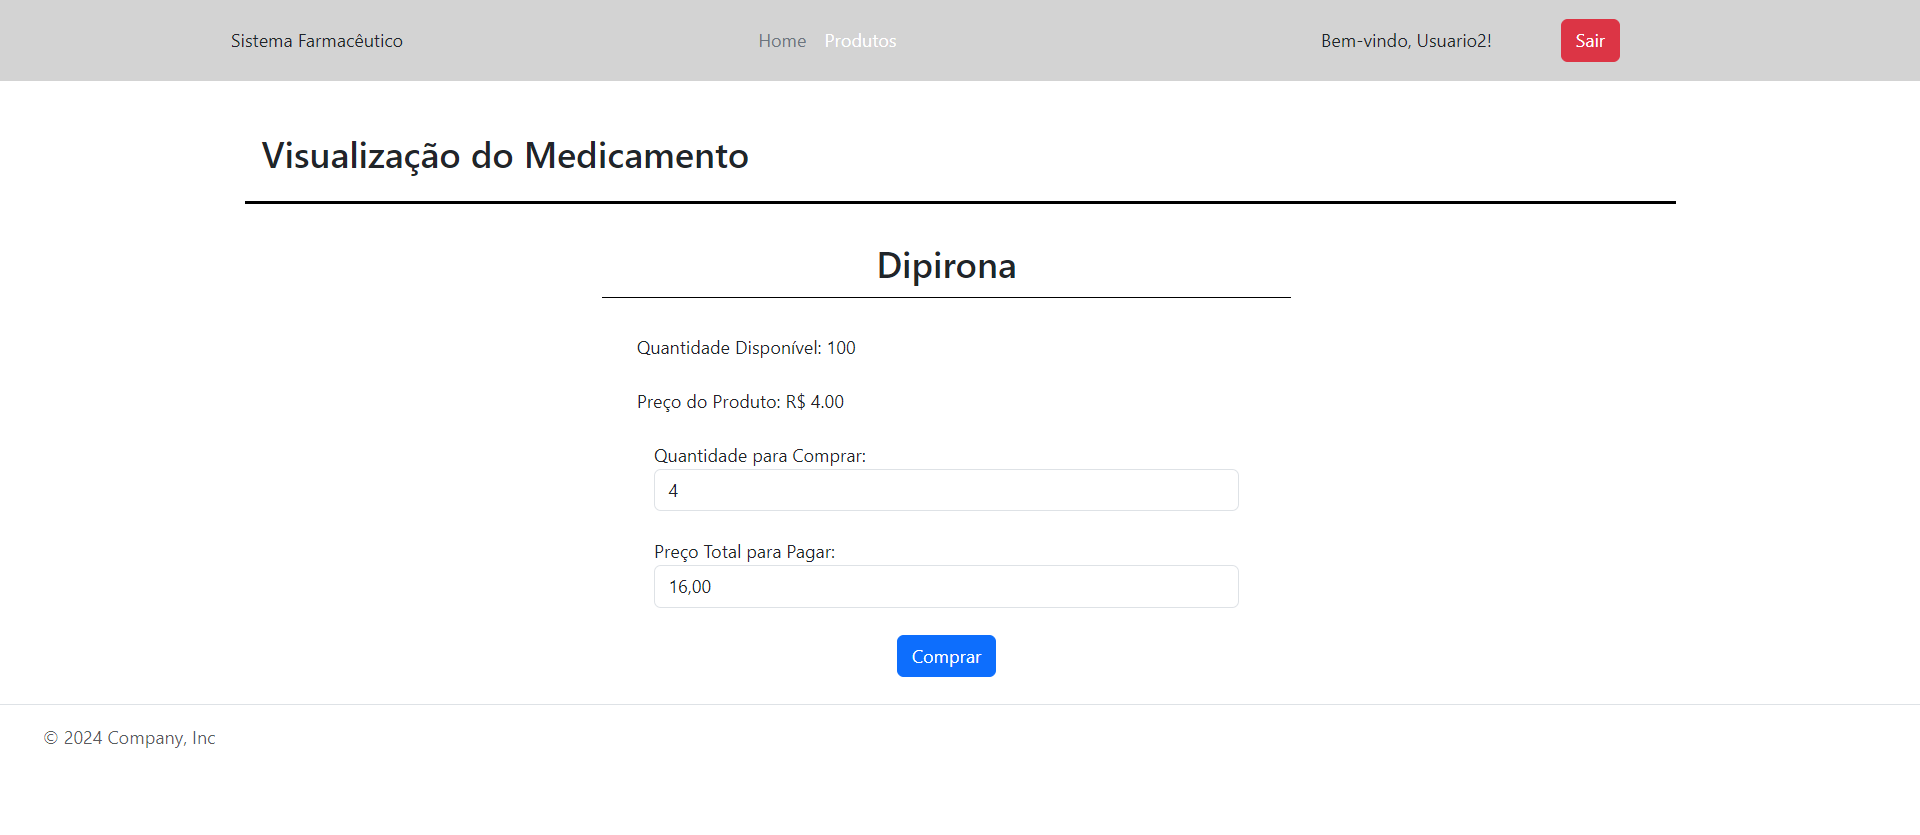 Sistema Farmacêutico Home Produtos Bem-vindo, Usuario2! Sair
Visualização do Medicamento
Dipirona
Quantidade Disponível: 100
Preço do Produto: R$ 4.00
Quantidade para Comprar:
4
Preço Total para Pagar:
16,00
Comprar
© 2024 Company, Inc